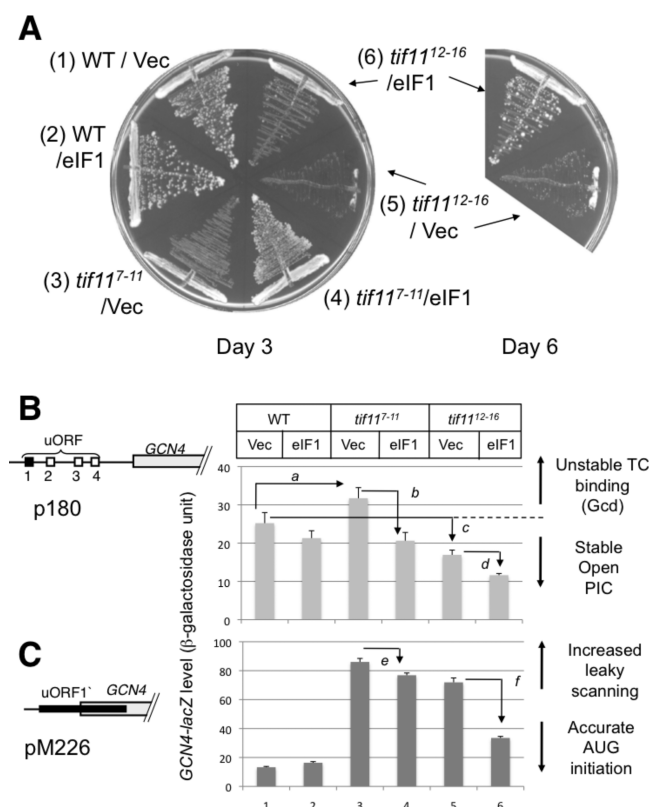 A
(1) WT / Vec
(6) tif11^12-16
/eIF1
(2) WT
/eIF1
(5) tif11^12-16
/ Vec
(3) tif11^7-11
/Vec
(4) tif11^7-11/eIF1
Day 3
Day 6
B
uORF
GCN4
1 2 3 4
p180
WT tif11^7-11 tif11^12-16
Vec eIF1 Vec eIF1 Vec eIF1
40
30
20
10
0
a
b
c
d
Unstable TC
binding
(Gcd)
Stable
Open
PIC
GCN4-lacZ level (β-galactosidase unit)
C
uORF1` GCN4
pM226
100
80
60
40
20
0
e
f
1 2 3 4 5 6
Increased
leaky
scanning
Accurate
AUG
initiation